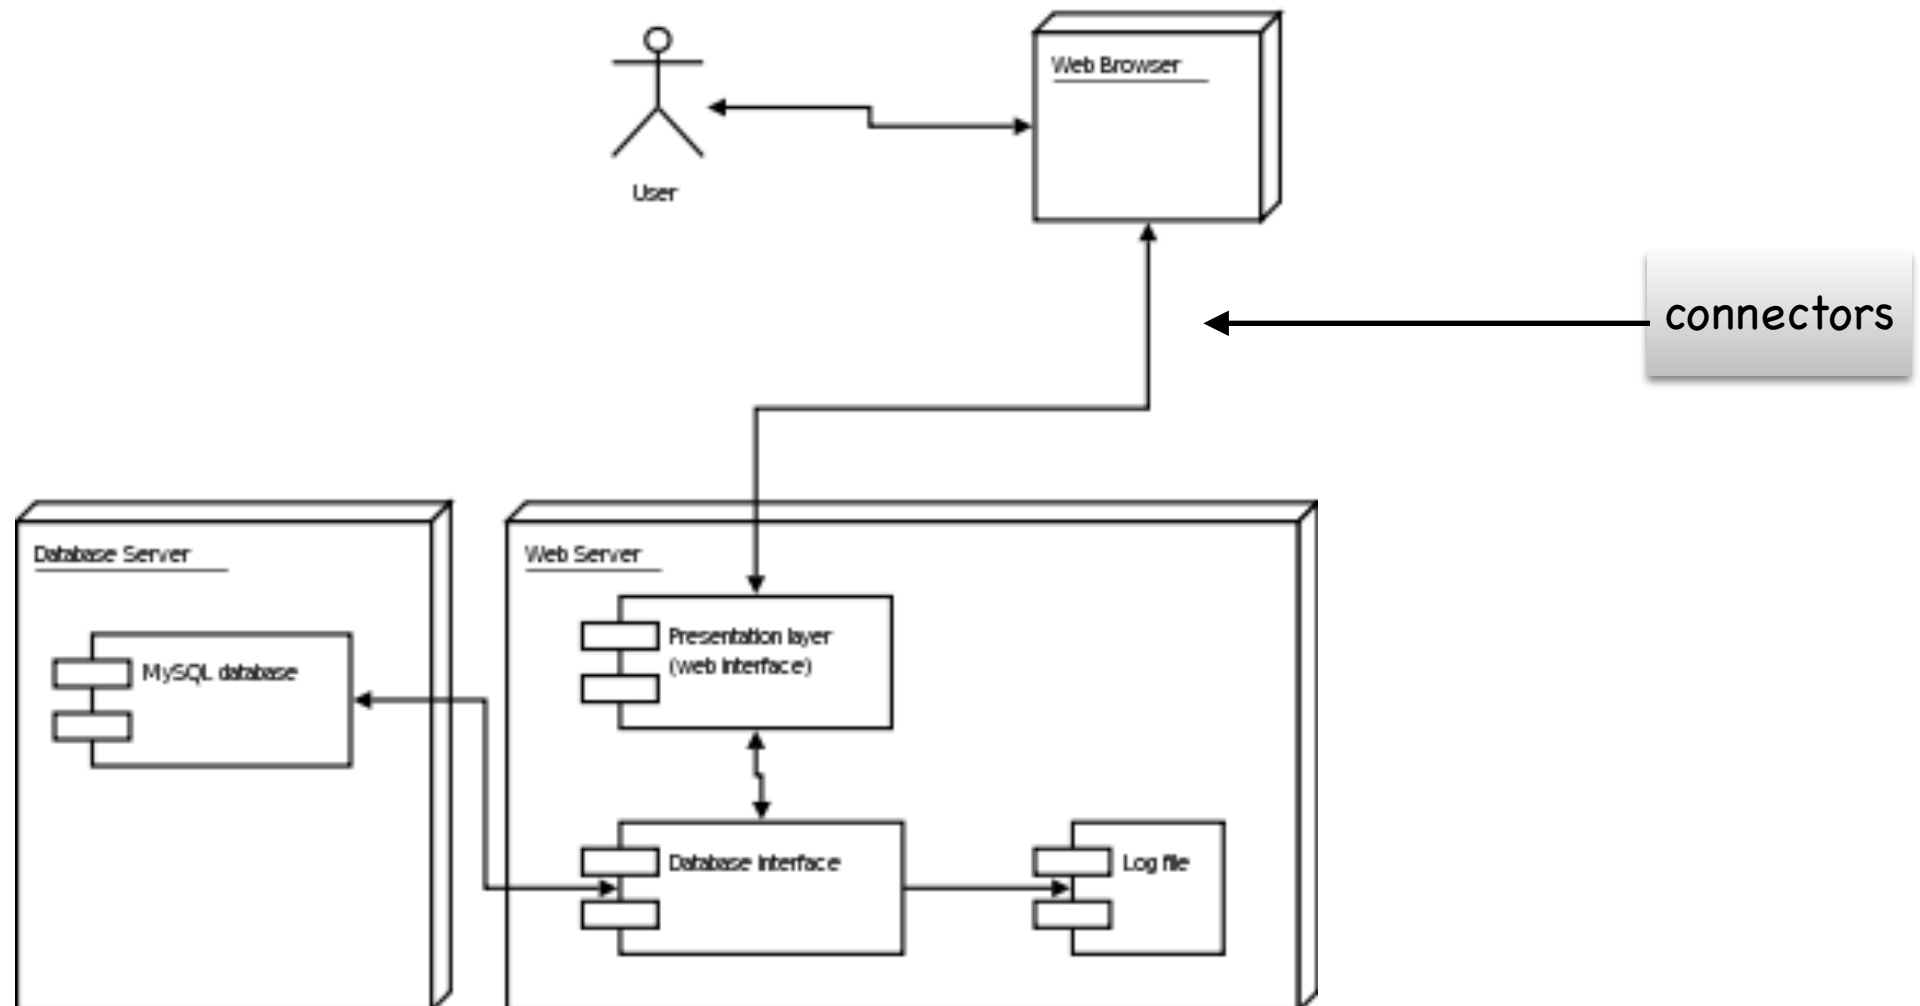 Web Browser
User
connectors
Database Server
Web Server
MySQL database
Presentation layer
(web interface)
Database interface
Log file